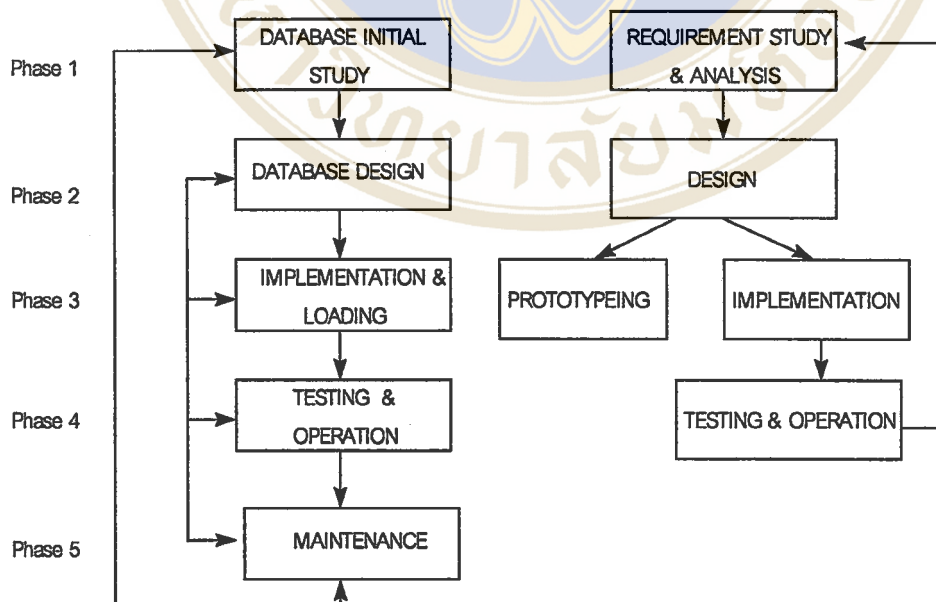 DATABASE INITIAL
STUDY
REQUIREMENT STUDY
& ANALYSIS
Phase 1
DATABASE DESIGN
DESIGN
Phase 2
IMPLEMENTATION &
LOADING
PROTOTYPEING
IMPLEMENTATION
Phase 3
TESTING &
OPERATION
TESTING & OPERATION
Phase 4
MAINTENANCE
Phase 5